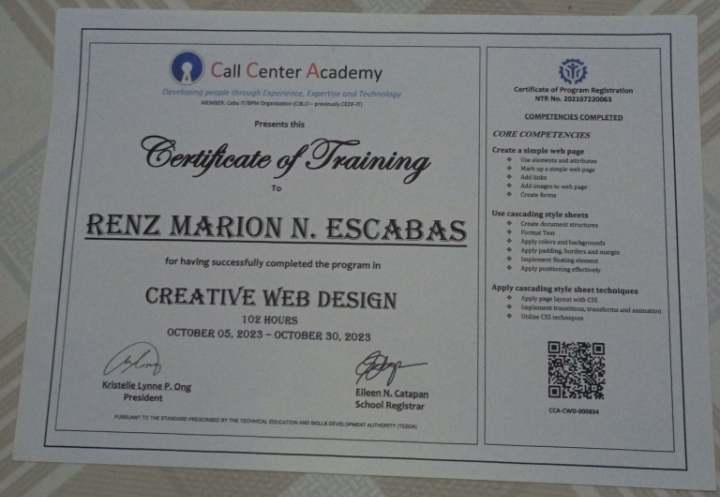 Call Center Academy
Developing people through Experience, Expertise and Technology
MEMBER: Cebu IT/BPM Organization (CIB.O – previously CEDF-IT)
Presents this
Certificate of Training
To
RENZ MARION N. ESCABAS
for having successfully completed the program in
CREATIVE WEB DESIGN
102 HOURS
OCTOBER 05, 2023 – OCTOBER 30, 2023
Kristelle Lynne P. Ong
President
Eileen N. Catapan
School Registrar
PURSUANT TO THE STANDARD PRESCRIBED BY THE TECHNICAL EDUCATION AND SKILLS DEVELOPMENT AUTHORITY (TESDA)
Certificate of Program Registration
NTR No. 202107220063
COMPETENCIES COMPLETED
CORE COMPETENCIES
Create a simple web page
❖ Use elements and attributes
❖ Mark up a simple web page
❖ Add links
❖ Add images to web page
❖ Create forms
Use cascading style sheets
❖ Create document structures
❖ Format Text
❖ Apply colors and backgrounds
❖ Apply padding, borders and margin
❖ Implement floating element
❖ Apply positioning effectively
Apply cascading style sheet techniques
❖ Apply page layout with CSS
❖ Implement transitions, transforms and animation
❖ Utilize CSS techniques
CCA-CWD-000834